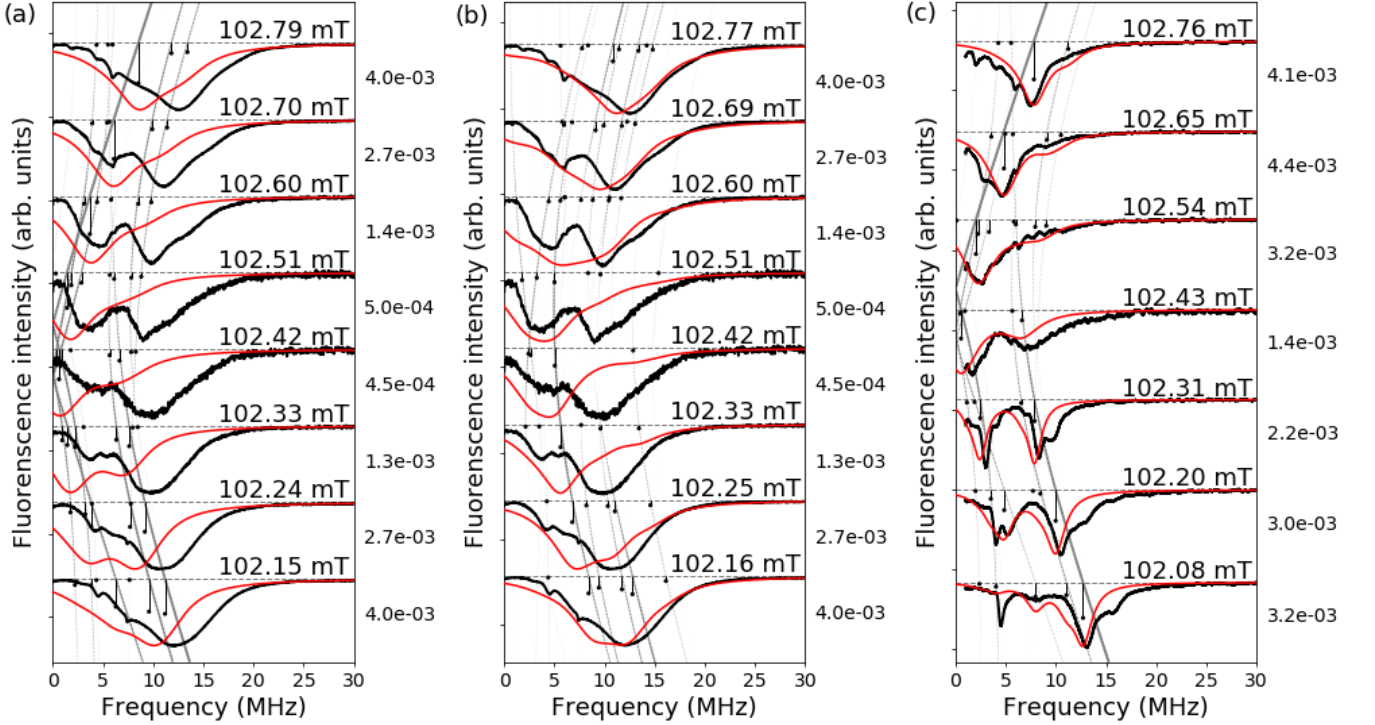 (a)
Fluorescence intensity (arb. units)
102.79 mT
4.0e-03
102.70 mT
2.7e-03
102.60 mT
1.4e-03
102.51 mT
5.0e-04
102.42 mT
4.5e-04
102.33 mT
1.3e-03
102.24 mT
2.7e-03
102.15 mT
4.0e-03
0 5 10 15 20 25 30
Frequency (MHz)
(b)
Fluorescence intensity (arb. units)
102.77 mT
4.0e-03
102.69 mT
2.7e-03
102.60 mT
1.4e-03
102.51 mT
5.0e-04
102.42 mT
4.5e-04
102.33 mT
1.3e-03
102.25 mT
2.7e-03
102.16 mT
4.0e-03
0 5 10 15 20 25 30
Frequency (MHz)
(c)
Fluorescence intensity (arb. units)
102.76 mT
4.1e-03
102.65 mT
4.4e-03
102.54 mT
3.2e-03
102.43 mT
1.4e-03
102.31 mT
2.2e-03
102.20 mT
3.0e-03
102.08 mT
3.2e-03
0 5 10 15 20 25 30
Frequency (MHz)